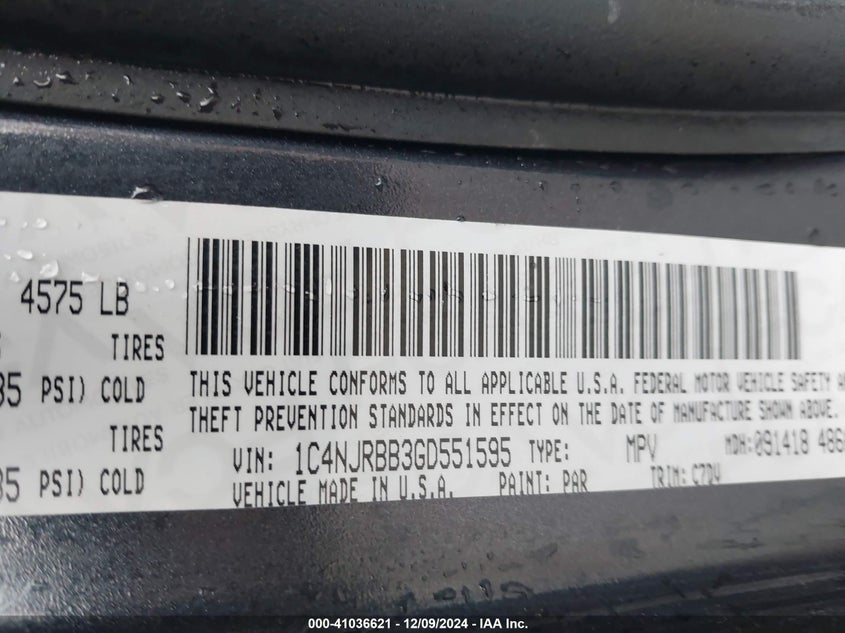 4575 LB
TIRES
35 PSI) COLD
TIRES
35 PSI) COLD
THIS VEHICLE CONFORMS TO ALL APPLICABLE U.S.A. FEDERAL MOTOR VEHICLE SAFETY
THEFT PREVENTION STANDARDS IN EFFECT ON THE DATE OF MANUFACTURE SHOWN ABOVE.
VIN: 1C4NJRBB3GD551595 TYPE: MPV MDH:091418
VEHICLE MADE IN U.S.A. PAINT: PAR TRIM: C7DV
000-41036621 - 12/09/2024 - IAA Inc.